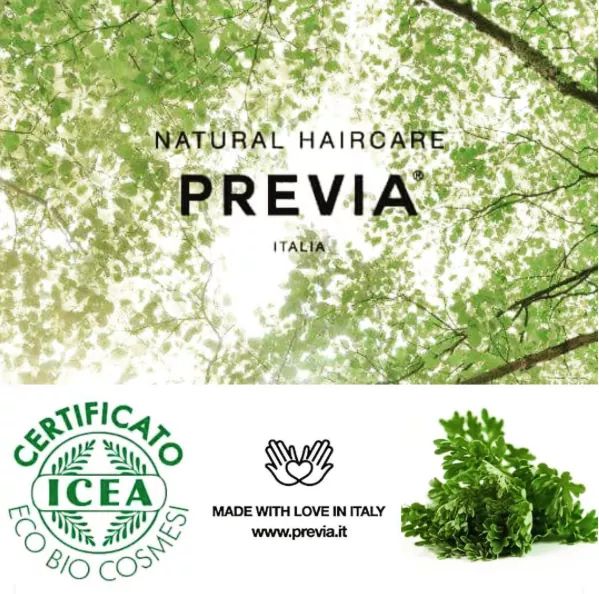 NATURAL HAIRCARE
PREVIA®
ITALIA
CERTIFICATO
ICEA
ECO BIO COSMESI
MADE WITH LOVE IN ITALY
www.previa.it